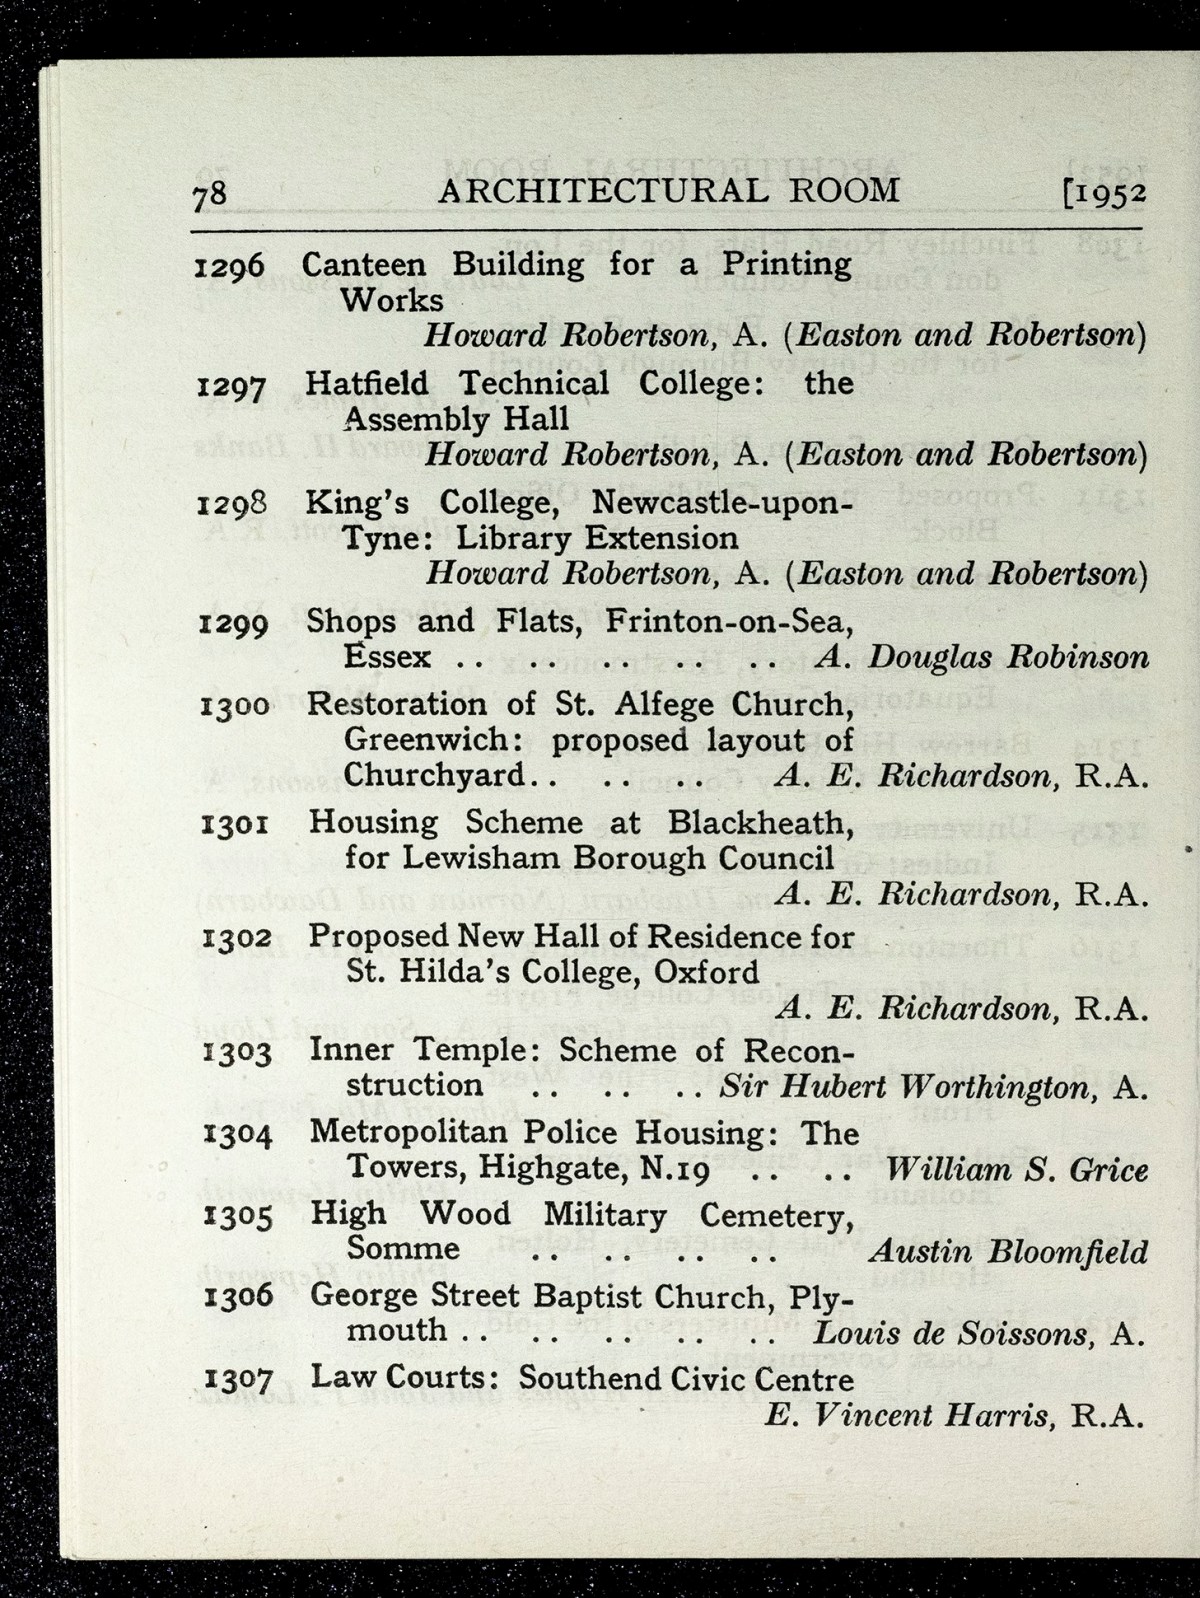 78 ARCHITECTURAL ROOM [1952
1296 Canteen Building for a Printing
Works
Howard Robertson, A. (Easton and Robertson)
1297 Hatfield Technical College: the
Assembly Hall
Howard Robertson, A. (Easton and Robertson)
1298 King's College, Newcastle-upon-
Tyne: Library Extension
Howard Robertson, A. (Easton and Robertson)
1299 Shops and Flats, Frinton-on-Sea,
Essex .. .. .. .. .. A. Douglas Robinson
1300 Restoration of St. Alfege Church,
Greenwich: proposed layout of
Churchyard.. .. .. A. E. Richardson, R.A.
1301 Housing Scheme at Blackheath,
for Lewisham Borough Council
A. E. Richardson, R.A.
1302 Proposed New Hall of Residence for
St. Hilda's College, Oxford
A. E. Richardson, R.A.
1303 Inner Temple: Scheme of Recon-
struction .. .. .. Sir Hubert Worthington, A.
1304 Metropolitan Police Housing: The
Towers, Highgate, N.19 .. .. William S. Grice
1305 High Wood Military Cemetery,
Somme .. .. .. .. Austin Bloomfield
1306 George Street Baptist Church, Ply-
mouth .. .. .. .. .. Louis de Soissons, A.
1307 Law Courts: Southend Civic Centre
E. Vincent Harris, R.A.